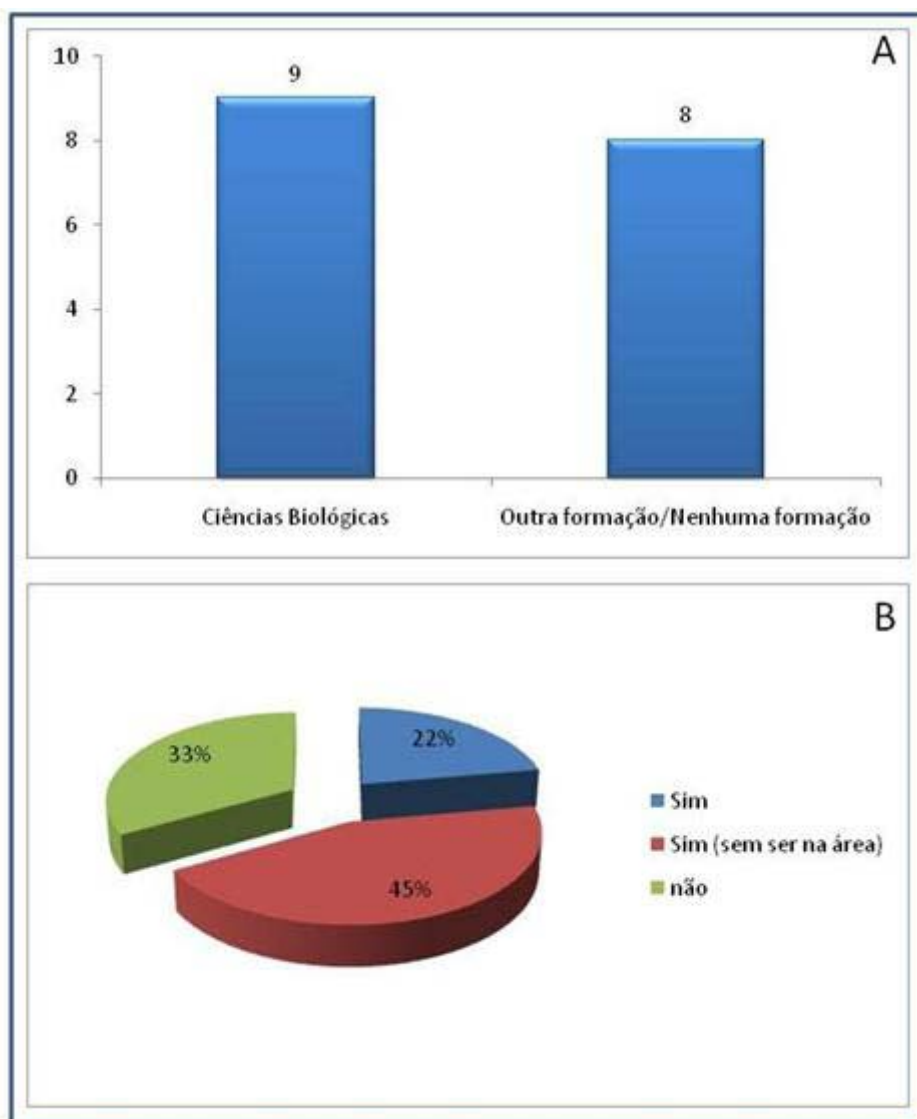 A
10
8
6
4
2
0
9
8
Ciências Biológicas
Outra formação/Nenhuma formação
B
33%
22%
45%
Sim
Sim (sem ser na área)
não